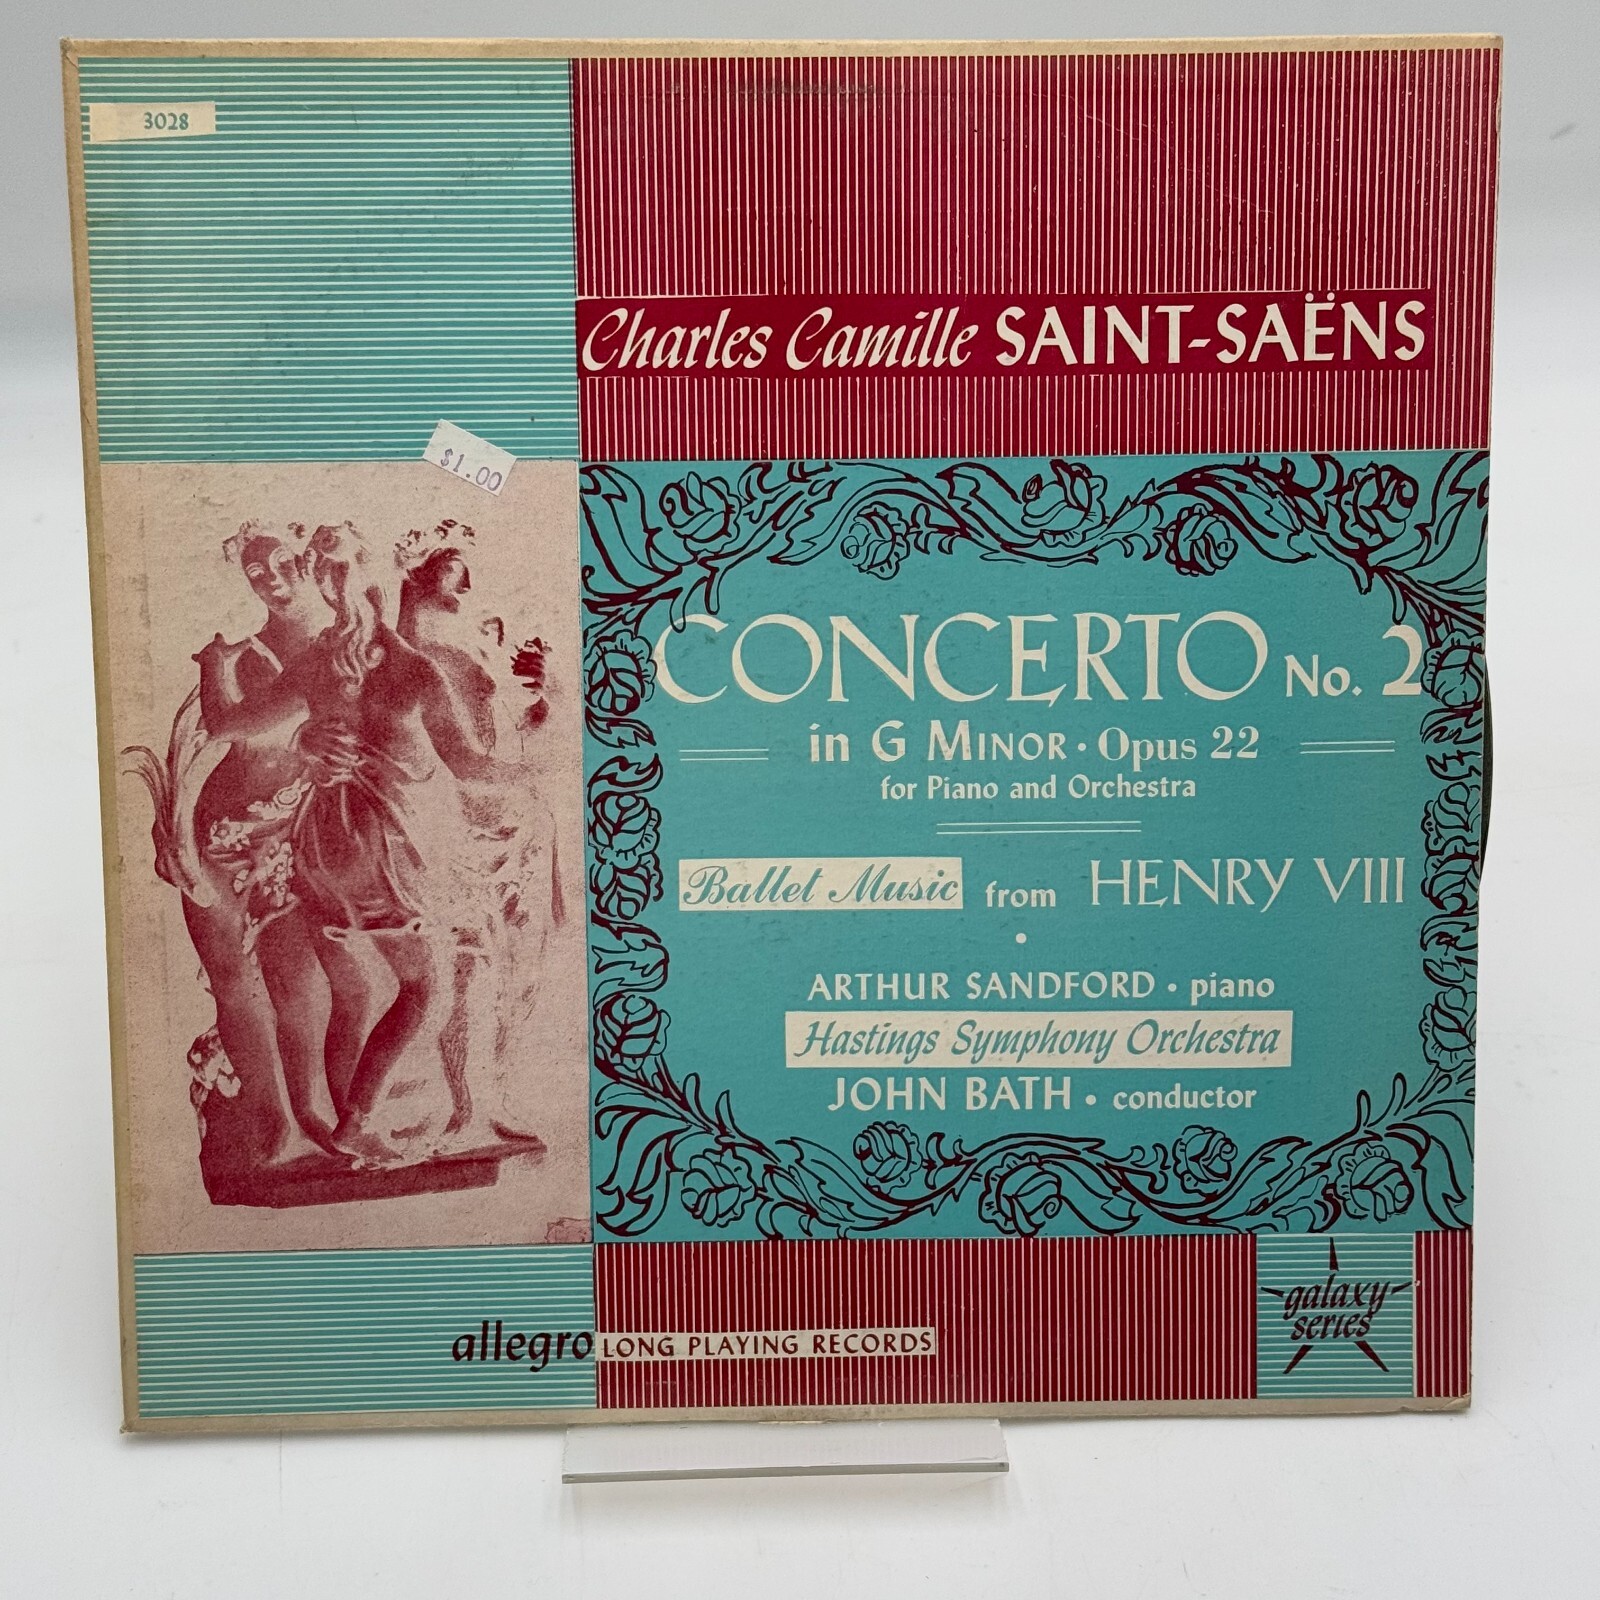 3028
Charles Camille SAINT-SAËNS
$1.00
CONCERTO No. 2
in G MINOR • Opus 22
for Piano and Orchestra
Ballet Music from HENRY VIII
•
ARTHUR SANDFORD • piano
Hastings Symphony Orchestra
JOHN BATH • conductor
galaxy
series
allegro LONG PLAYING RECORDS